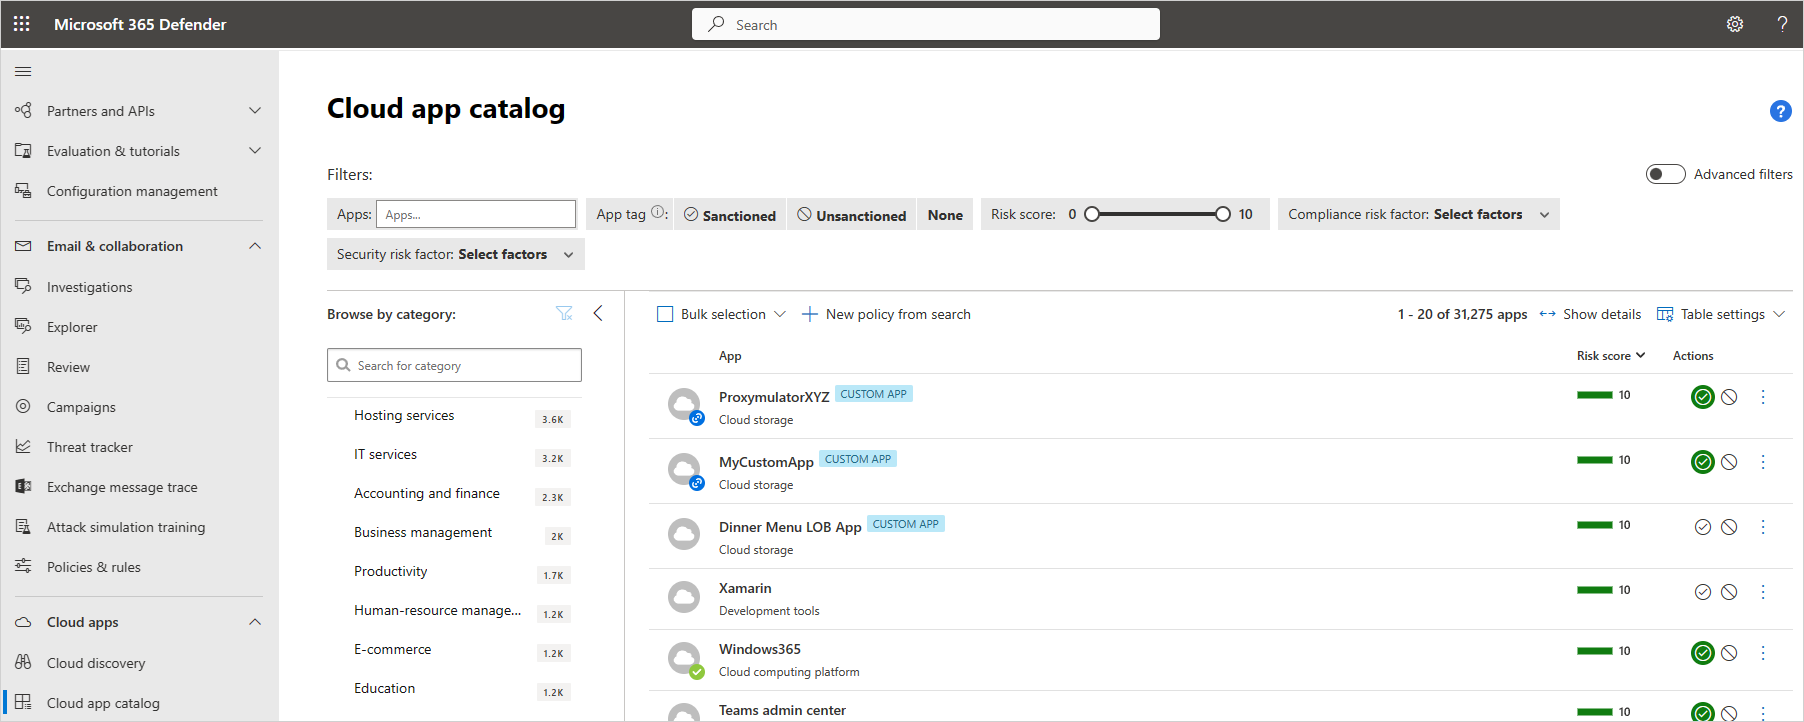 Microsoft 365 Defender
Search
?
Partners and APIs
Evaluation & tutorials
Configuration management
Email & collaboration
Investigations
Explorer
Review
Campaigns
Threat tracker
Exchange message trace
Attack simulation training
Policies & rules
Cloud apps
Cloud discovery
Cloud app catalog
Cloud app catalog
?
Filters:
Advanced filters
Apps: Apps...
App tag : Sanctioned Unsanctioned None
Risk score: 0 10
Compliance risk factor: Select factors
Security risk factor: Select factors
Browse by category:
Search for category
Hosting services 3.6K
IT services 3.2K
Accounting and finance 2.3K
Business management 2K
Productivity 1.7K
Human-resource manage... 1.2K
E-commerce 1.2K
Education 1.2K
Bulk selection New policy from search 1 - 20 of 31,275 apps Show details Table settings
App Risk score Actions
ProxymulatorXYZ CUSTOM APP 10
Cloud storage
MyCustomApp CUSTOM APP 10
Cloud storage
Dinner Menu LOB App CUSTOM APP 10
Cloud storage
Xamarin 10
Development tools
Windows365 10
Cloud computing platform
Teams admin center 10